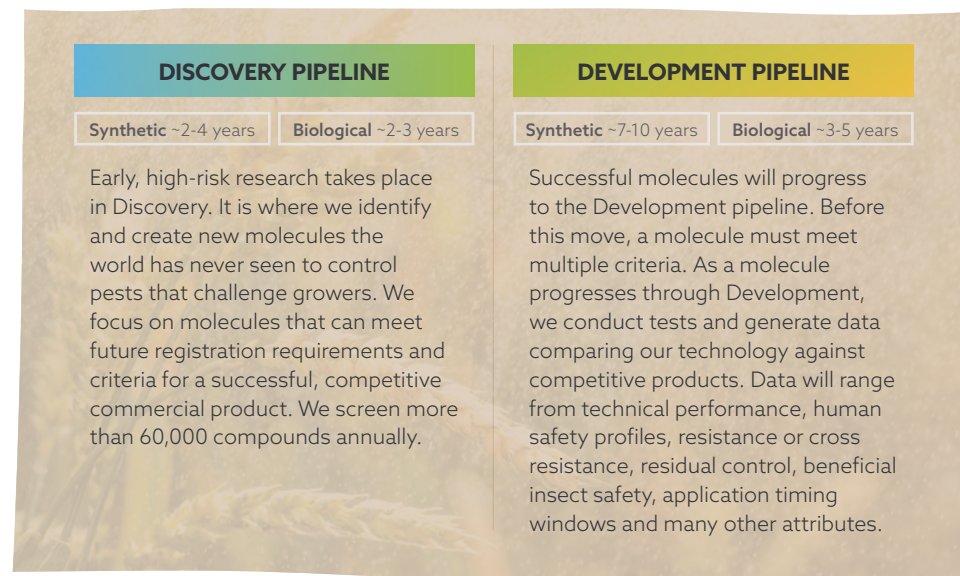 DISCOVERY PIPELINE
Synthetic ~2-4 years
Biological ~2-3 years
Early, high-risk research takes place
in Discovery. It is where we identify
and create new molecules the
world has never seen to control
pests that challenge growers. We
focus on molecules that can meet
future registration requirements and
criteria for a successful, competitive
commercial product. We screen more
than 60,000 compounds annually.
DEVELOPMENT PIPELINE
Synthetic ~7-10 years
Biological ~3-5 years
Successful molecules will progress
to the Development pipeline. Before
this move, a molecule must meet
multiple criteria. As a molecule
progresses through Development,
we conduct tests and generate data
comparing our technology against
competitive products. Data will range
from technical performance, human
safety profiles, resistance or cross
resistance, residual control, beneficial
insect safety, application timing
windows and many other attributes.